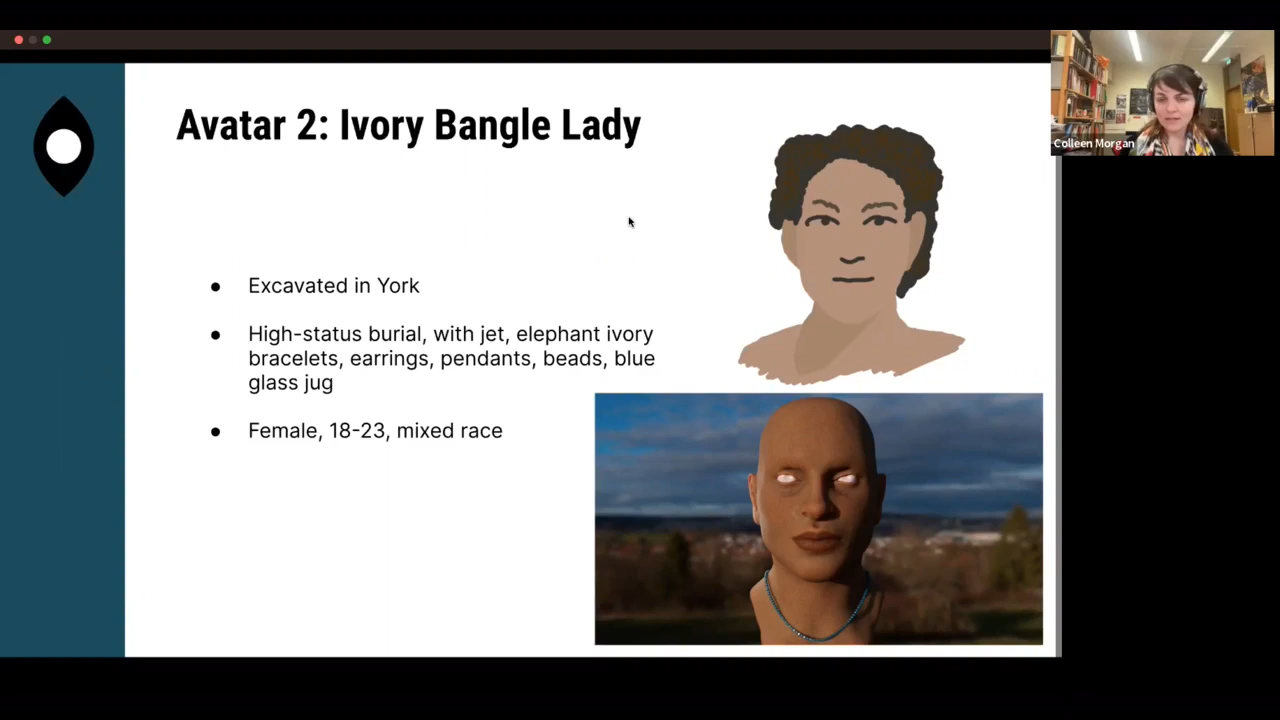 Avatar 2: Ivory Bangle Lady
Colleen Morgan
● Excavated in York
● High-status burial, with jet, elephant ivory
bracelets, earrings, pendants, beads, blue
glass jug
● Female, 18-23, mixed race